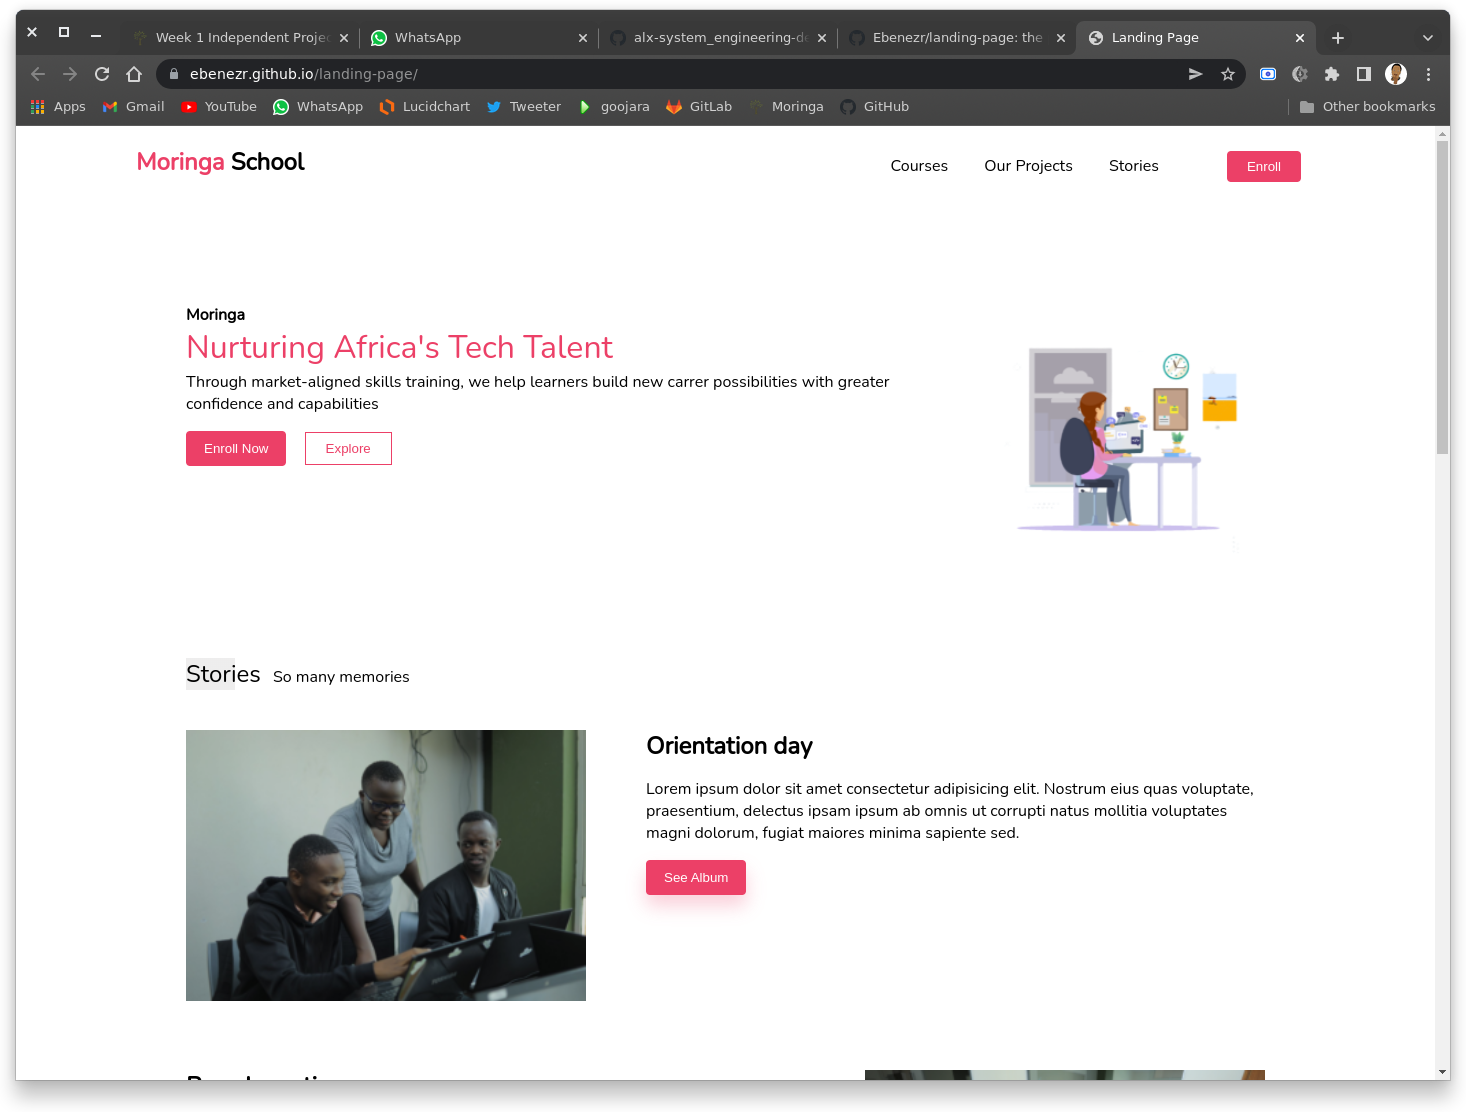 Week 1 Independent Projec
WhatsApp
alx-system_engineering-de
Ebenezr/landing-page: the
Landing Page
ebenezr.github.io/landing-page/
Apps
Gmail
YouTube
WhatsApp
Lucidchart
Tweeter
goojara
GitLab
Moringa
GitHub
Other bookmarks
Moringa School
Courses
Our Projects
Stories
Enroll
Moringa
Nurturing Africa's Tech Talent
Through market-aligned skills training, we help learners build new carrer possibilities with greater
confidence and capabilities
Enroll Now
Explore
Stories So many memories
Orientation day
Lorem ipsum dolor sit amet consectetur adipisicing elit. Nostrum eius quas voluptate,
praesentium, delectus ipsam ipsum ab omnis ut corrupti natus mollitia voluptates
magni dolorum, fugiat maiores minima sapiente sed.
See Album